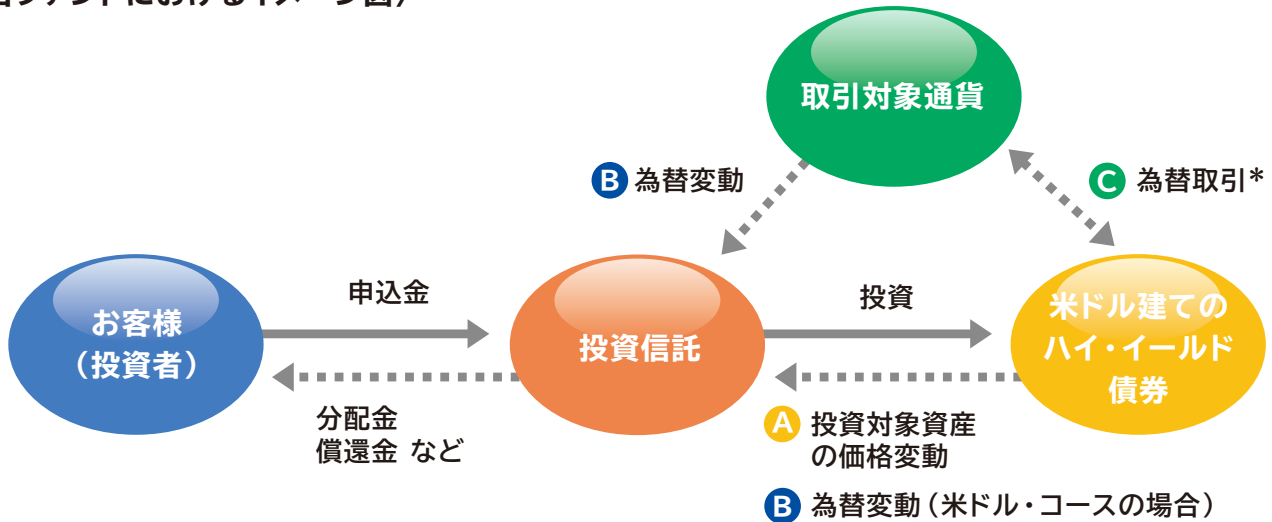 取引対象通貨
B 為替変動
C 為替取引*
申込金
投資
お客様
(投資者)
投資信託
米ドル建ての
ハイ・イールド
債券
分配金
償還金 など
A 投資対象資産
の価格変動
B 為替変動(米ドル・コースの場合)